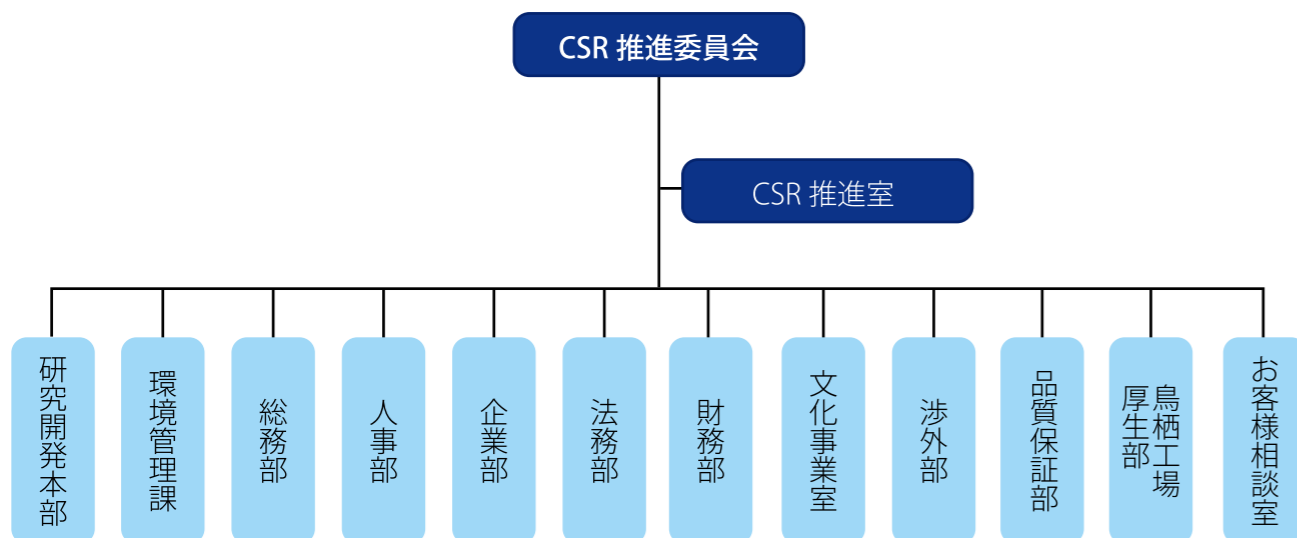 CSR 推進委員会
CSR 推進室
研究開発本部
環境管理課
総務部
人事部
企業部
法務部
財務部
文化事業室
渉外部
品質保証部
鳥栖工場
厚生部
お客様相談室